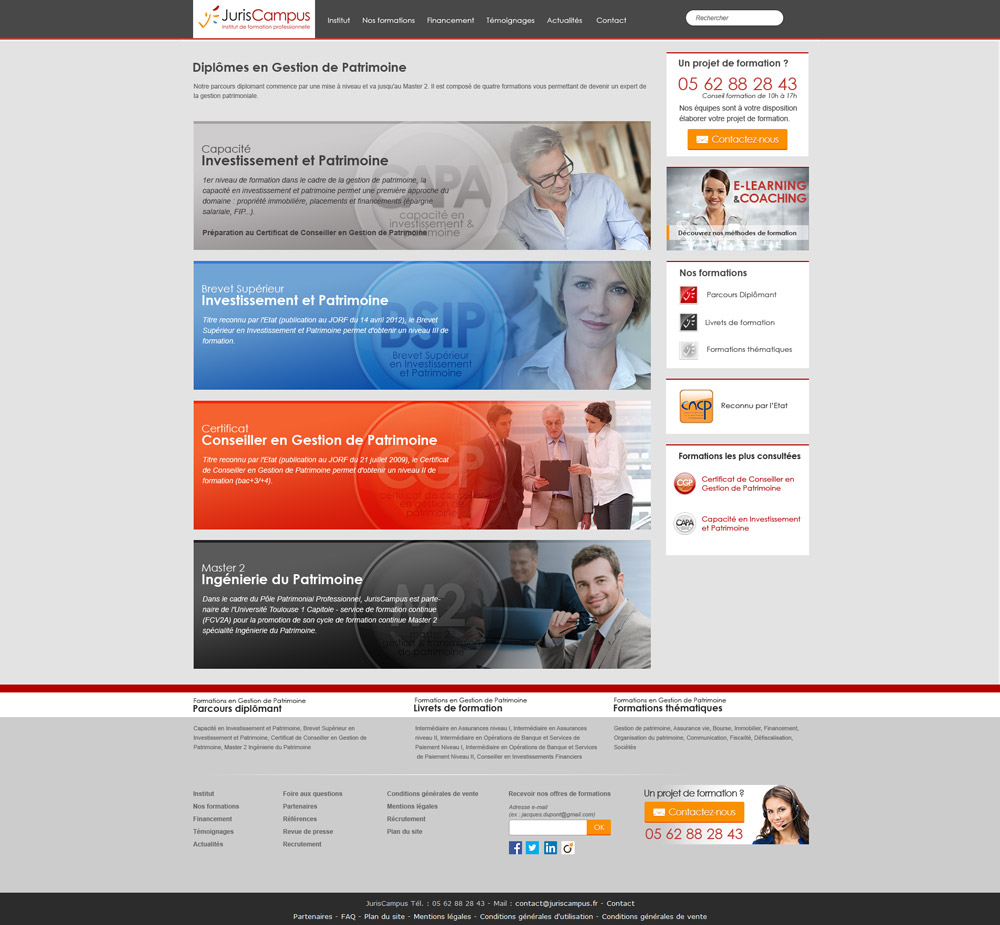 JurisCampus
Institut de formation professionnelle
Institut Nos formations Financement Témoignages Actualités Contact
Rechercher
Diplômes en Gestion de Patrimoine
Notre parcours diplomant commence par une mise à niveau et va jusqu'au Master 2. Il est composé de quatre formations vous permettant de devenir un expert de
la gestion patrimoniale.
Capacité
Investissement et Patrimoine
1er niveau de formation dans le cadre de la gestion de patrimoine, la
capacité en investissement et patrimoine permet une première approche du
domaine : propriété immobilière, placements et financements (épargne
salariale, FIP...).
Préparation au Certificat de Conseiller en Gestion de Patrimoine
CAPA
capacité en
investissement &
patrimoine
Brevet Supérieur
Investissement et Patrimoine
Titre reconnu par l'Etat (publication au JORF du 14 avril 2012), le Brevet
Supérieur en Investissement et Patrimoine permet d'obtenir un niveau III de
formation.
BSIP
Brevet Supérieur
en Investissement
et Patrimoine
Certificat
Conseiller en Gestion de Patrimoine
Titre reconnu par l'Etat (publication au JORF du 21 juillet 2009), le Certificat
de Conseiller en Gestion de Patrimoine permet d'obtenir un niveau II de
formation (bac+3/+4).
CGP
certificat de conseiller
en gestion de
patrimoine
Master 2
Ingénierie du Patrimoine
Dans le cadre du Pôle Patrimonial Professionnel, JurisCampus est parte-
naire de l'Université Toulouse 1 Capitole - service de formation continue
(FCV2A) pour la promotion de son cycle de formation continue Master 2
spécialité Ingénierie du Patrimoine.
M2
de patrimoine
Un projet de formation ?
05 62 88 28 43
Conseil formation de 10h à 17h
Nos équipes sont à votre disposition
élaborer votre projet de formation.
Contactez-nous
E-LEARNING
&COACHING
Découvrez nos méthodes de formation
Nos formations
Parcours Diplômant
Livrets de formation
Formations thématiques
cncp
Reconnu par l'Etat
Formations les plus consultées
CGP
Certificat de Conseiller en
Gestion de Patrimoine
CAPA
Capacité en Investissement
et Patrimoine
Formations en Gestion de Patrimoine
Parcours diplômant
Capacité en Investissement et Patrimoine, Brevet Supérieur en
Investissement et Patrimoine, Certificat de Conseiller en Gestion de
Patrimoine, Master 2 Ingénierie du Patrimoine
Formations en Gestion de Patrimoine
Livrets de formation
Intermédiaire en Assurances niveau I, Intermédiaire en Assurances
niveau II, Intermédiaire en Opérations de Banque et Services de
Paiement Niveau I, Intermédiaire en Opérations de Banque et Services
de Paiement Niveau II, Conseiller en Investissements Financiers
Formations en Gestion de Patrimoine
Formations thématiques
Gestion de patrimoine, Assurance vie, Bourse, Immobilier, Financement,
Organisation du patrimoine, Communication, Fiscalité, Défiscalisation,
Sociétés
Institut
Nos formations
Financement
Témoignages
Actualités
Foire aux questions
Partenaires
Références
Revue de presse
Recrutement
Conditions générales de vente
Mentions légales
Récrutement
Plan du site
Recevoir nos offres de formations
Adresse e-mail
(ex : jacques.dupont@gmail.com)
OK
Un projet de formation ?
Contactez-nous
05 62 88 28 43
JurisCampus Tél. : 05 62 88 28 43 - Mail : contact@juriscampus.fr - Contact
Partenaires - FAQ - Plan du site - Mentions légales - Conditions générales d'utilisation - Conditions générales de vente